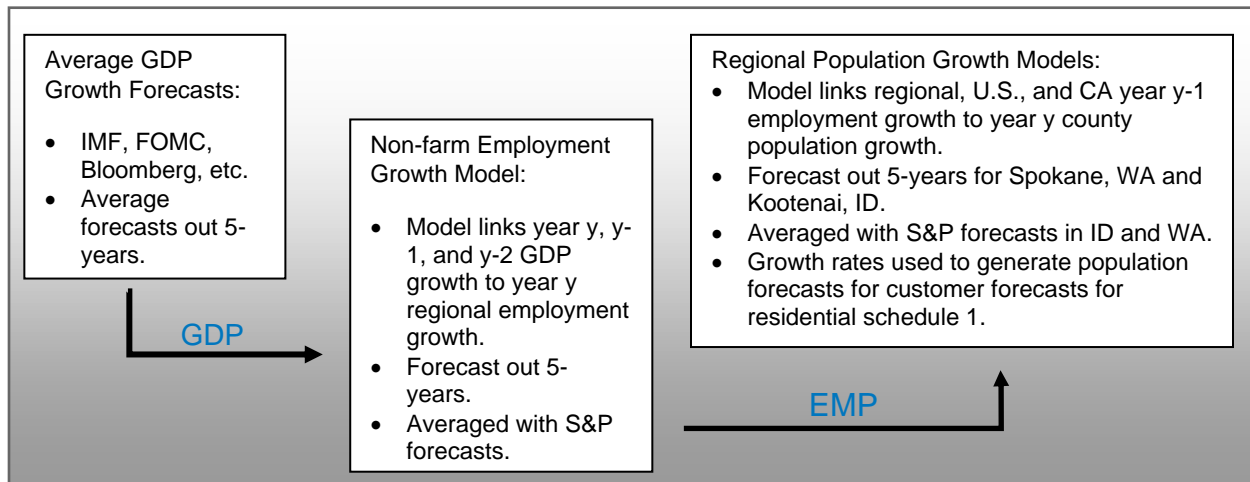 Average GDP
Growth Forecasts:
• IMF, FOMC,
Bloomberg, etc.
• Average
forecasts out 5-
years.
GDP
Non-farm Employment
Growth Model:
• Model links year y, y-
1, and y-2 GDP
growth to year y
regional employment
growth.
• Forecast out 5-
years.
• Averaged with S&P
forecasts.
EMP
Regional Population Growth Models:
• Model links regional, U.S., and CA year y-1
employment growth to year y county
population growth.
• Forecast out 5-years for Spokane, WA and
Kootenai, ID.
• Averaged with S&P forecasts in ID and WA.
• Growth rates used to generate population
forecasts for customer forecasts for
residential schedule 1.